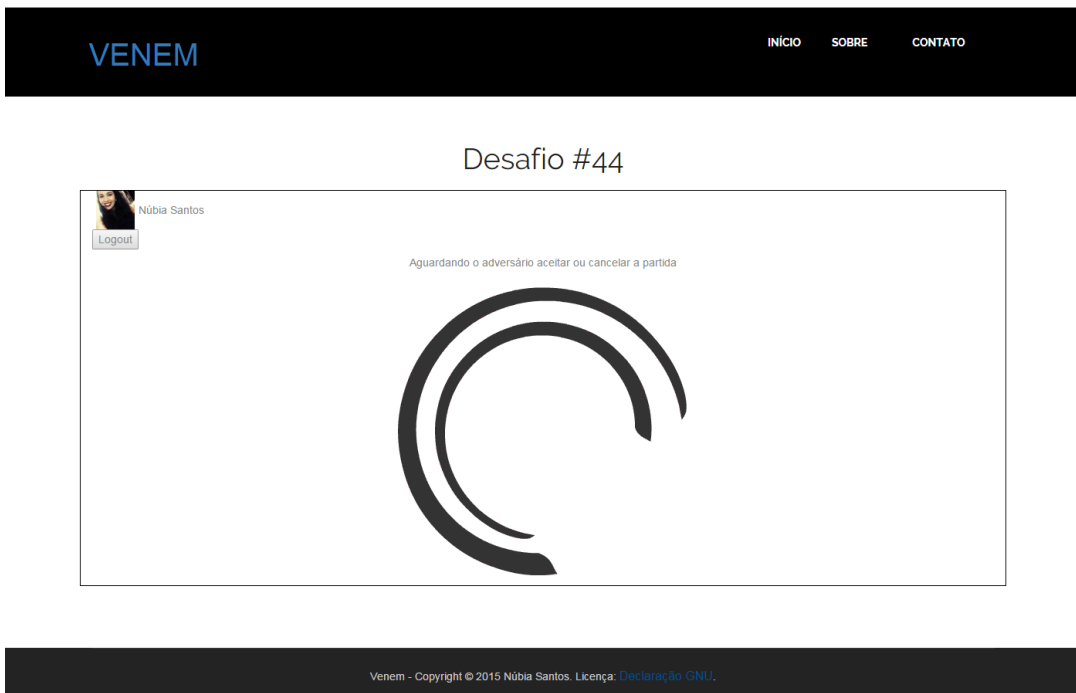 VENEM
INÍCIO SOBRE CONTATO
Desafio #44
Núbia Santos
Logout
Aguardando o adversário aceitar ou cancelar a partida
Venem - Copyright © 2015 Núbia Santos. Licença: Declaração GNU.